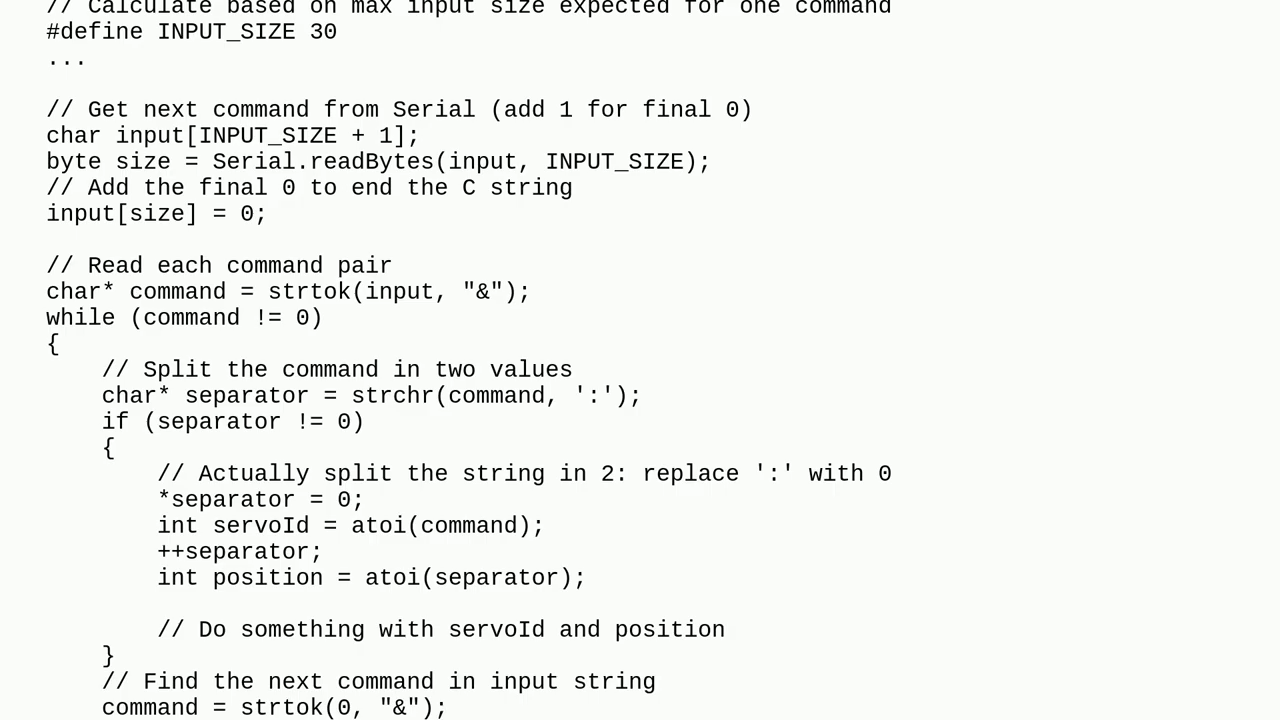 // Calculate based on max input size expected for one command
#define INPUT_SIZE 30
...

// Get next command from Serial (add 1 for final 0)
char input[INPUT_SIZE + 1];
byte size = Serial.readBytes(input, INPUT_SIZE);
// Add the final 0 to end the C string
input[size] = 0;

// Read each command pair
char* command = strtok(input, "&");
while (command != 0)
{
    // Split the command in two values
    char* separator = strchr(command, ':');
    if (separator != 0)
    {
        // Actually split the string in 2: replace ':' with 0
        *separator = 0;
        int servoId = atoi(command);
        ++separator;
        int position = atoi(separator);

        // Do something with servoId and position
    }
    // Find the next command in input string
    command = strtok(0, "&");